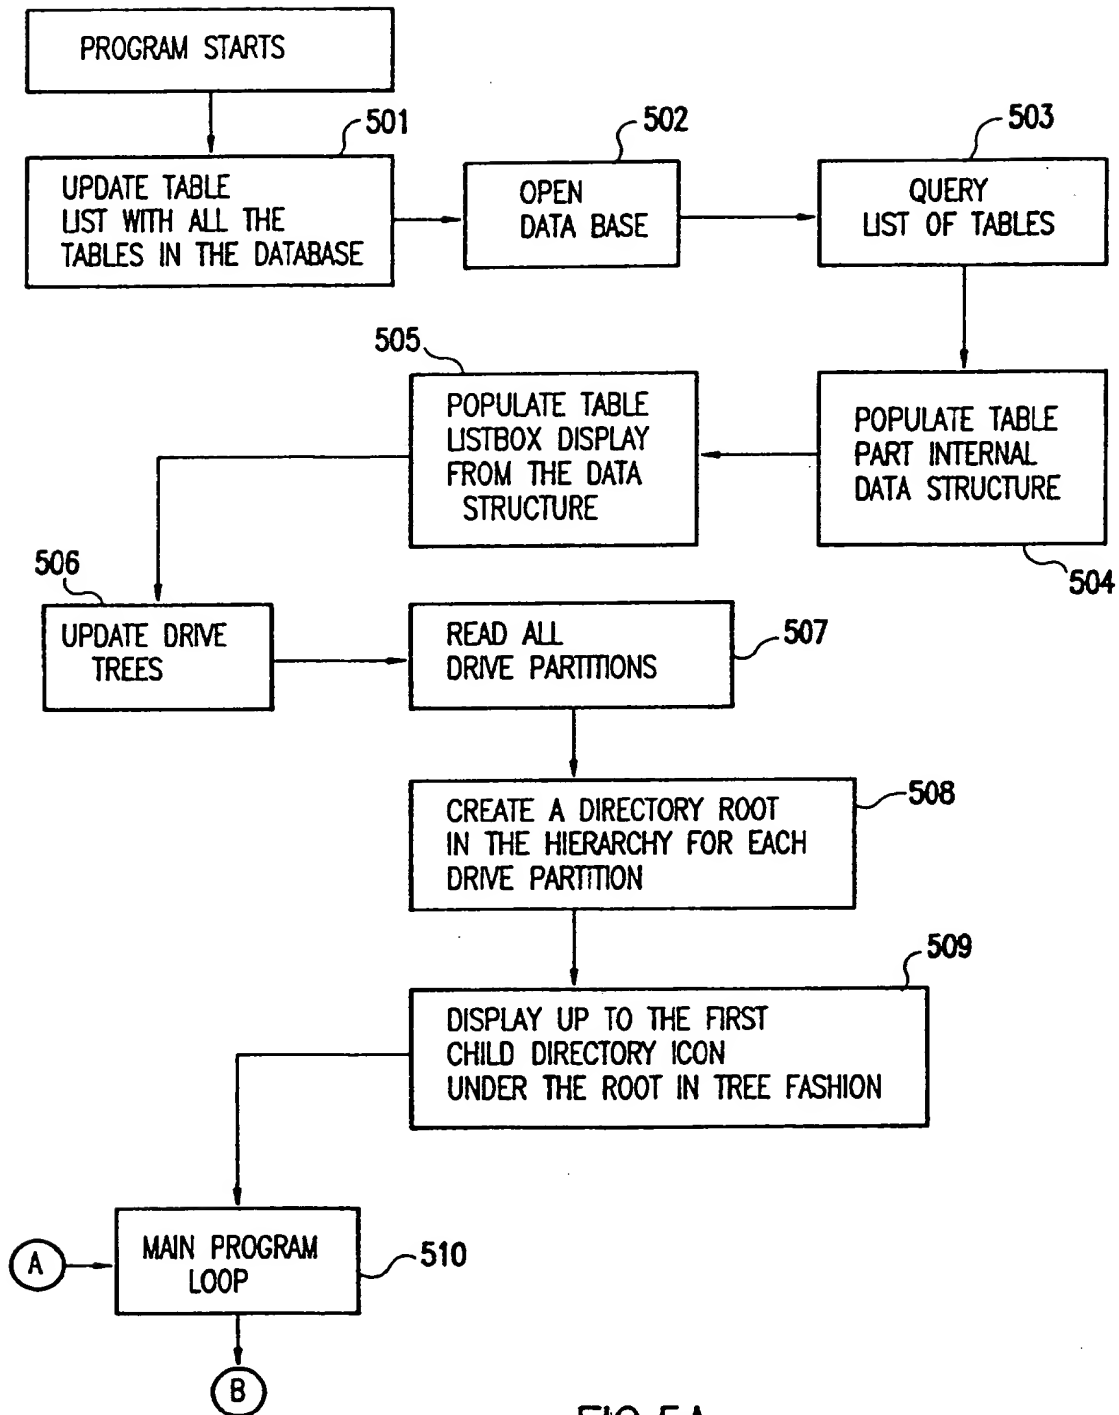 PROGRAM STARTS
501
UPDATE TABLE
LIST WITH ALL THE
TABLES IN THE DATABASE
502
OPEN
DATA BASE
503
QUERY
LIST OF TABLES
505
POPULATE TABLE
LISTBOX DISPLAY
FROM THE DATA
STRUCTURE
POPULATE TABLE
PART INTERNAL
DATA STRUCTURE
504
506
UPDATE DRIVE
TREES
READ ALL
DRIVE PARTITIONS
507
CREATE A DIRECTORY ROOT
IN THE HIERARCHY FOR EACH
DRIVE PARTITION
508
509
DISPLAY UP TO THE FIRST
CHILD DIRECTORY ICON
UNDER THE ROOT IN TREE FASHION
A
MAIN PROGRAM
LOOP
510
B
FIG. 5A